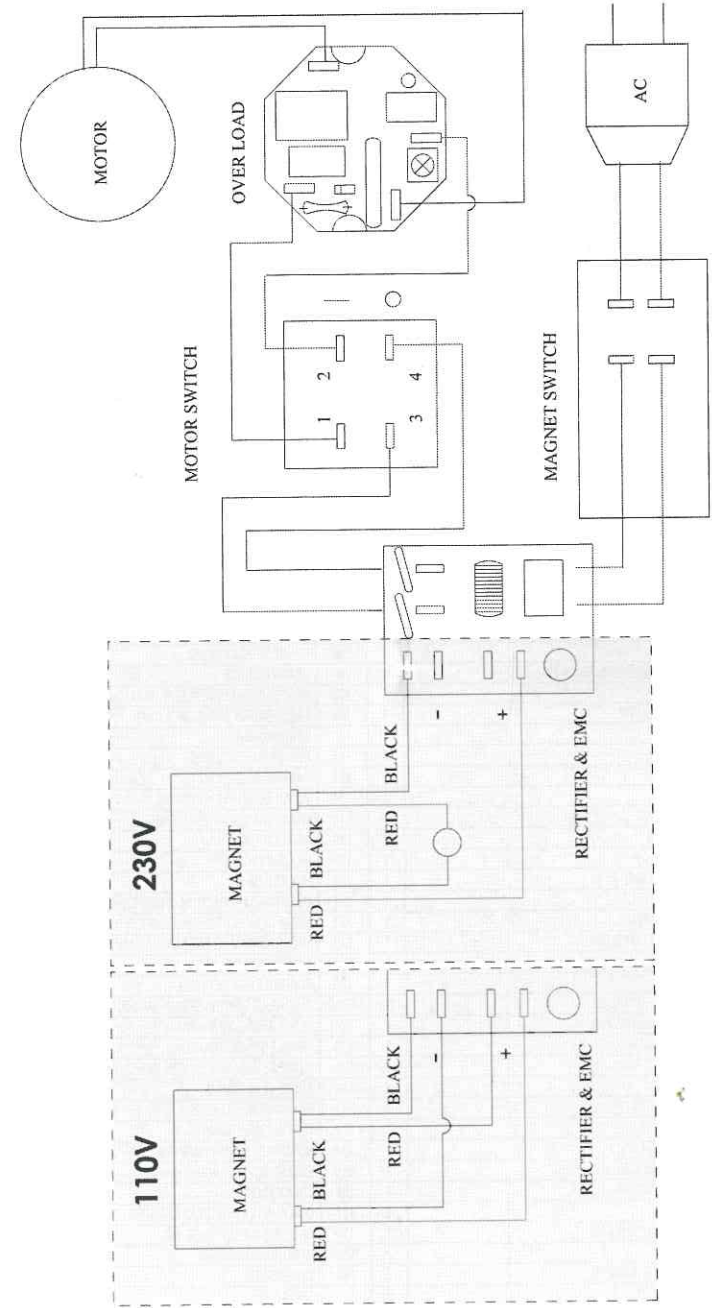 110V
MAGNET
RED
BLACK
RED
BLACK
-
+
RECTIFIER & EMC
230V
MAGNET
RED
BLACK
RED
BLACK
-
+
RECTIFIER & EMC
MOTOR SWITCH
1
2
3
4
MAGNET SWITCH
OVER LOAD
MOTOR
AC